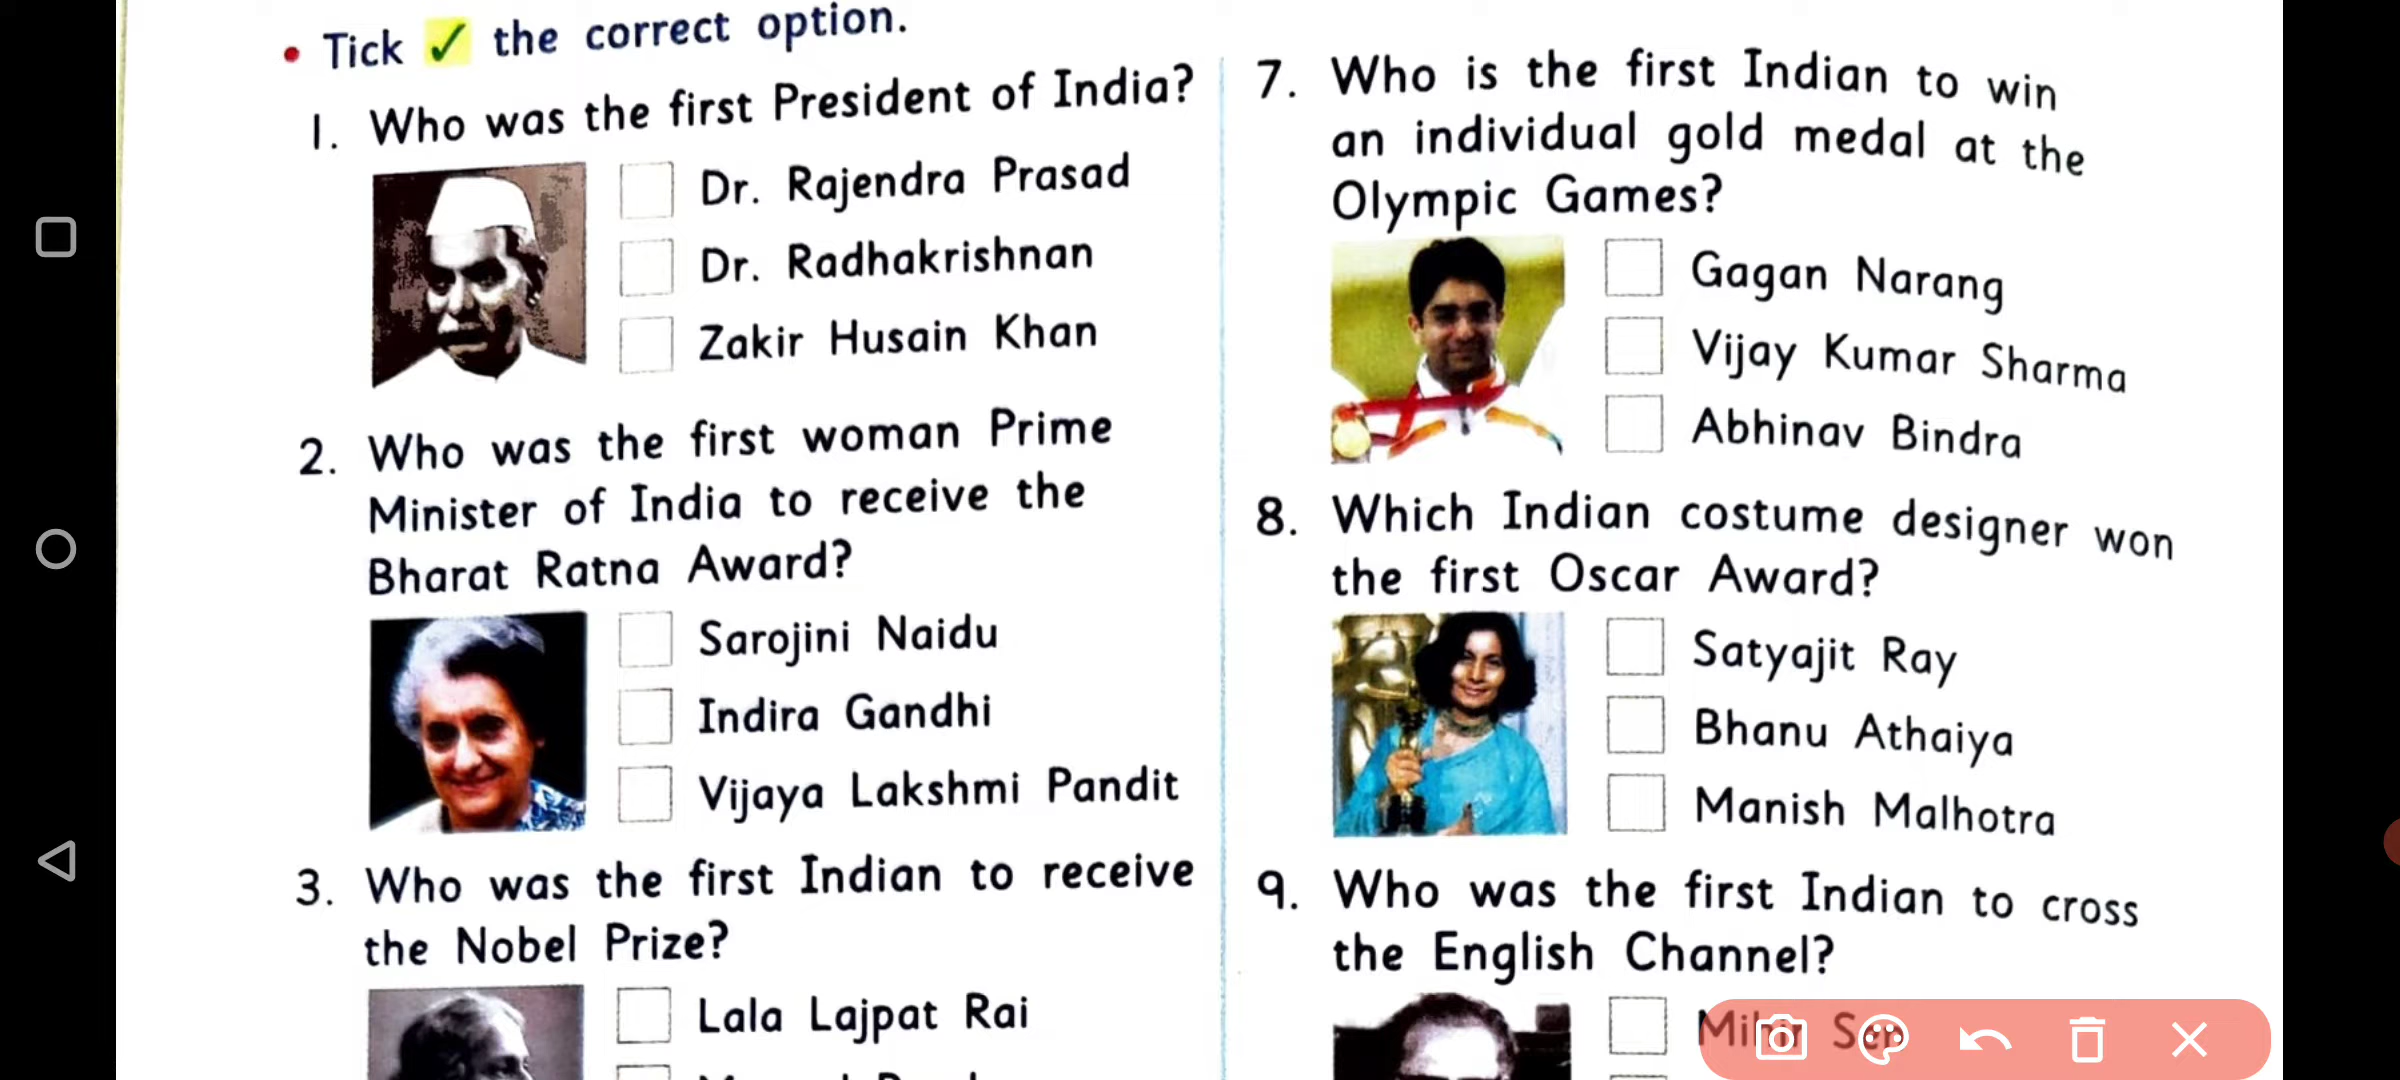 • Tick ✓ the correct option.
1. Who was the first President of India?
Dr. Rajendra Prasad
Dr. Radhakrishnan
Zakir Husain Khan
2. Who was the first woman Prime
Minister of India to receive the
Bharat Ratna Award?
Sarojini Naidu
Indira Gandhi
Vijaya Lakshmi Pandit
3. Who was the first Indian to receive
the Nobel Prize?
Lala Lajpat Rai
7. Who is the first Indian to win
an individual gold medal at the
Olympic Games?
Gagan Narang
Vijay Kumar Sharma
Abhinav Bindra
8. Which Indian costume designer won
the first Oscar Award?
Satyajit Ray
Bhanu Athaiya
Manish Malhotra
9. Who was the first Indian to cross
the English Channel?
Mihir Sen